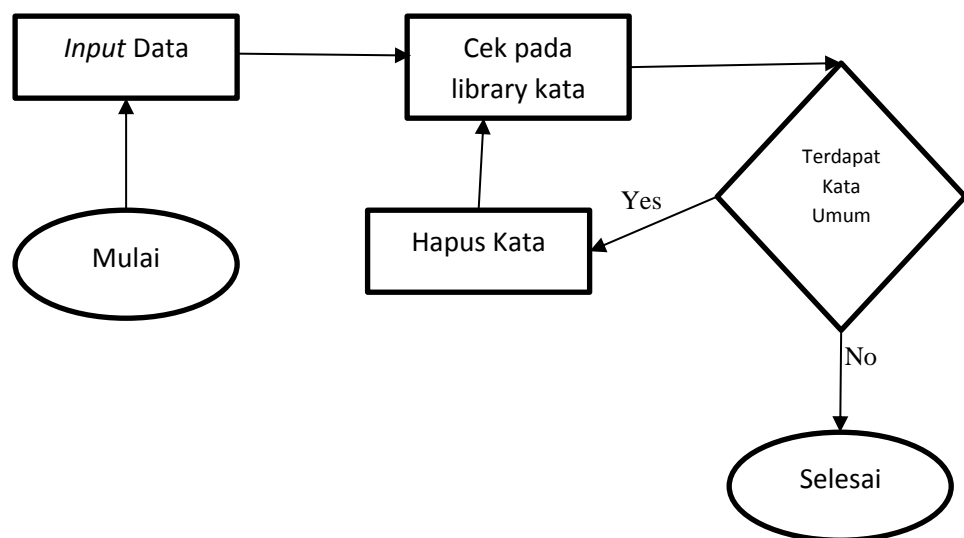 Input Data
Cek pada
library kata
Terdapat
Kata
Umum
Yes
Hapus Kata
Mulai
No
Selesai